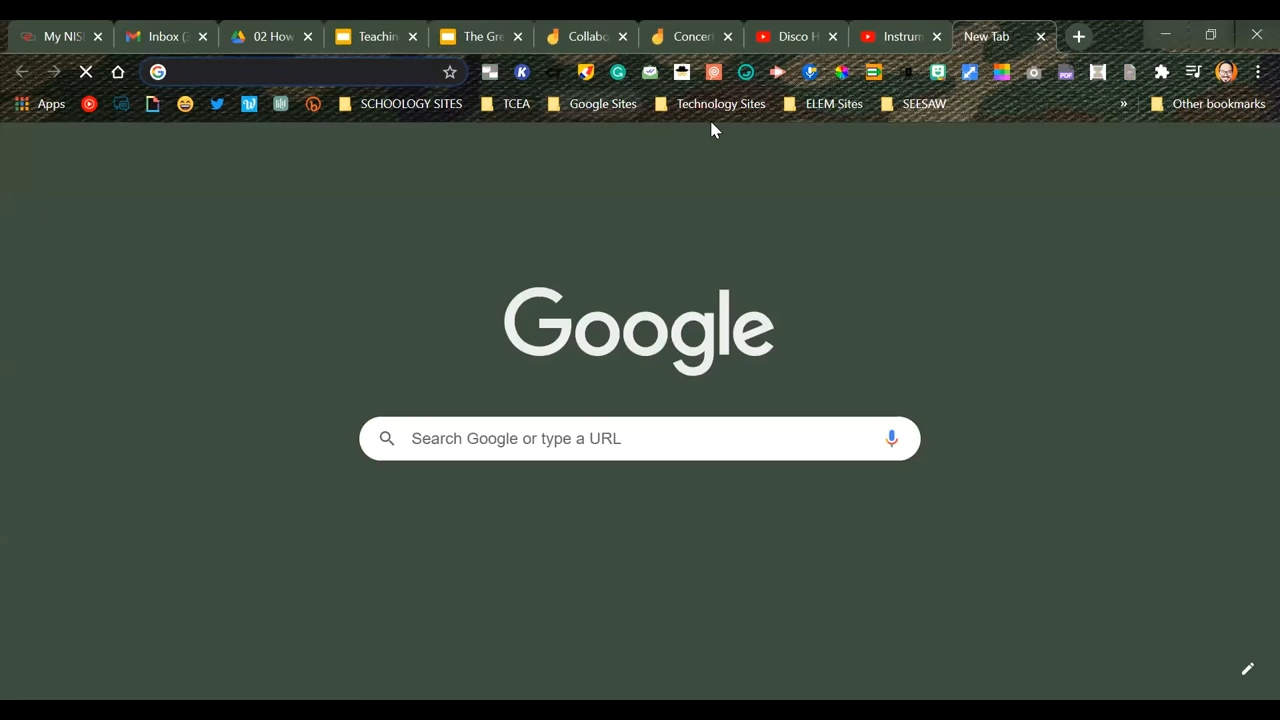 My NIS
Inbox (
02 How
Teachin
The Gre
Collabo
Concer
Disco H
Instrum
New Tab
Apps
SCHOOLOGY SITES
TCEA
Google Sites
Technology Sites
ELEM Sites
SEESAW
»
Other bookmarks
Google
Search Google or type a URL